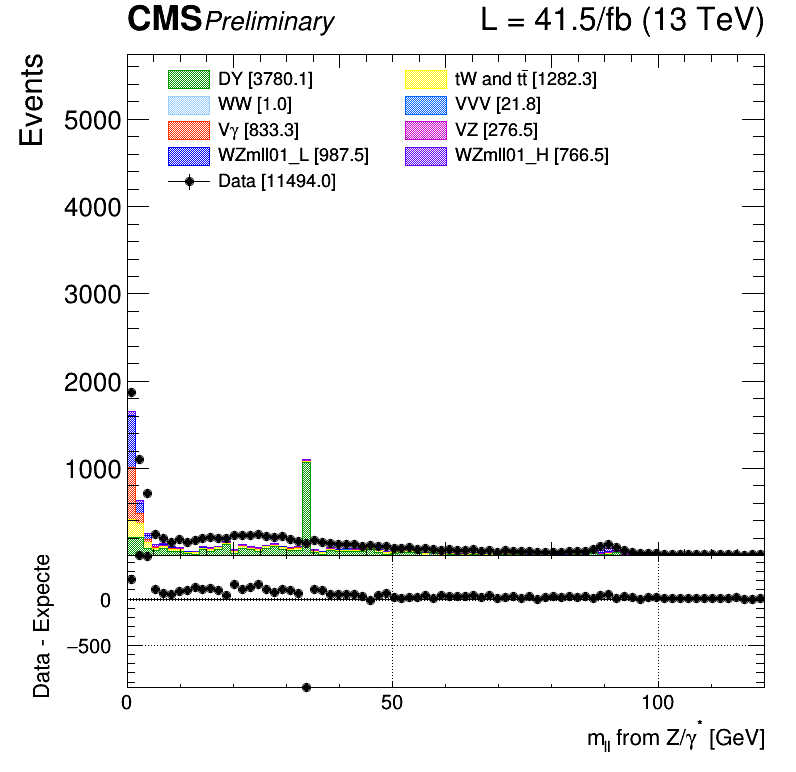 CMS Preliminary L = 41.5/fb (13 TeV)
Events
DY [3780.1] tW and tt̄ [1282.3]
WW [1.0] VVV [21.8]
Vγ [833.3] VZ [276.5]
WZmll01_L [987.5] WZmll01_H [766.5]
Data [11494.0]
5000
4000
3000
2000
1000
Data - Expecte
0
−500
0 50 100
m_ll from Z/γ* [GeV]